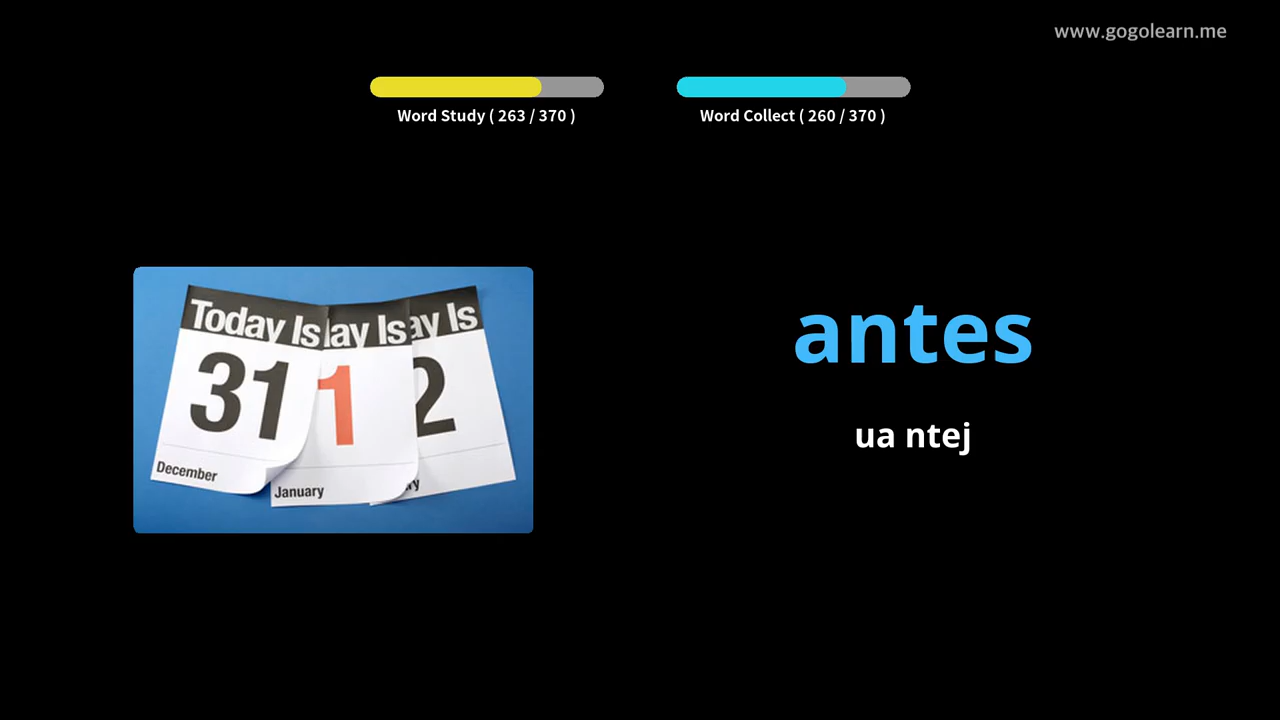 www.gogolearn.me
Word Study ( 263 / 370 )
Word Collect ( 260 / 370 )
Today Is
ay Is
ay Is
31
1
2
December
January
ry
antes
ua ntej